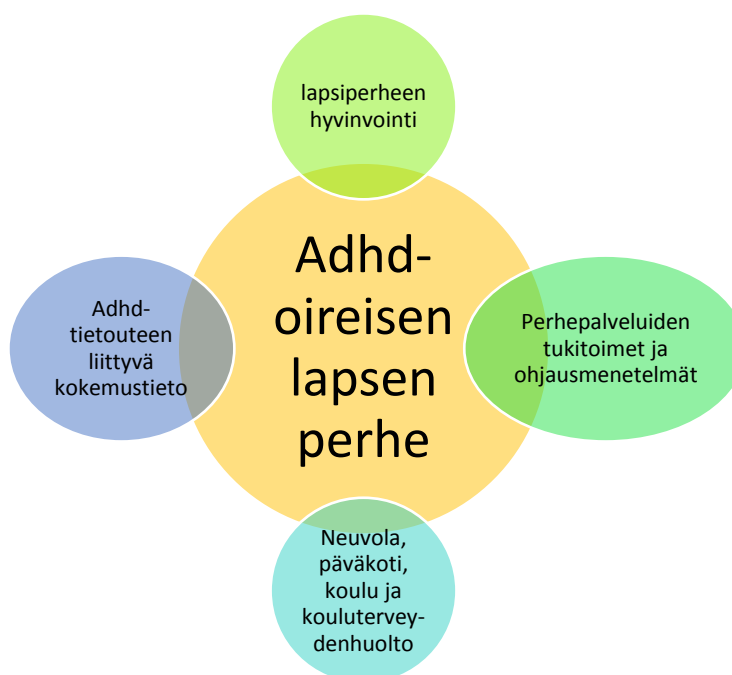 lapsiperheen
hyvinvointi
Adhd-
oireisen
lapsen
perhe
Adhd-
tietouteen
liittyvä
kokemustieto
Perhepalveluiden
tukitoimet ja
ohjausmenetelmät
Neuvola,
päväkoti,
koulu ja
koulutervey-
denhuolto